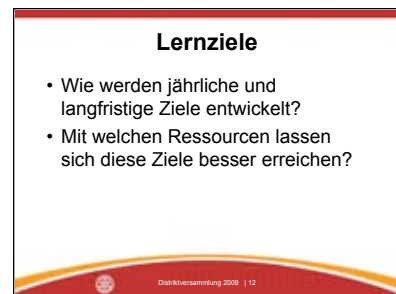 Lernziele
• Wie werden jährliche und
langfristige Ziele entwickelt?
• Mit welchen Ressourcen lassen
sich diese Ziele besser erreichen?
Distriktversammlung 2009 | 12